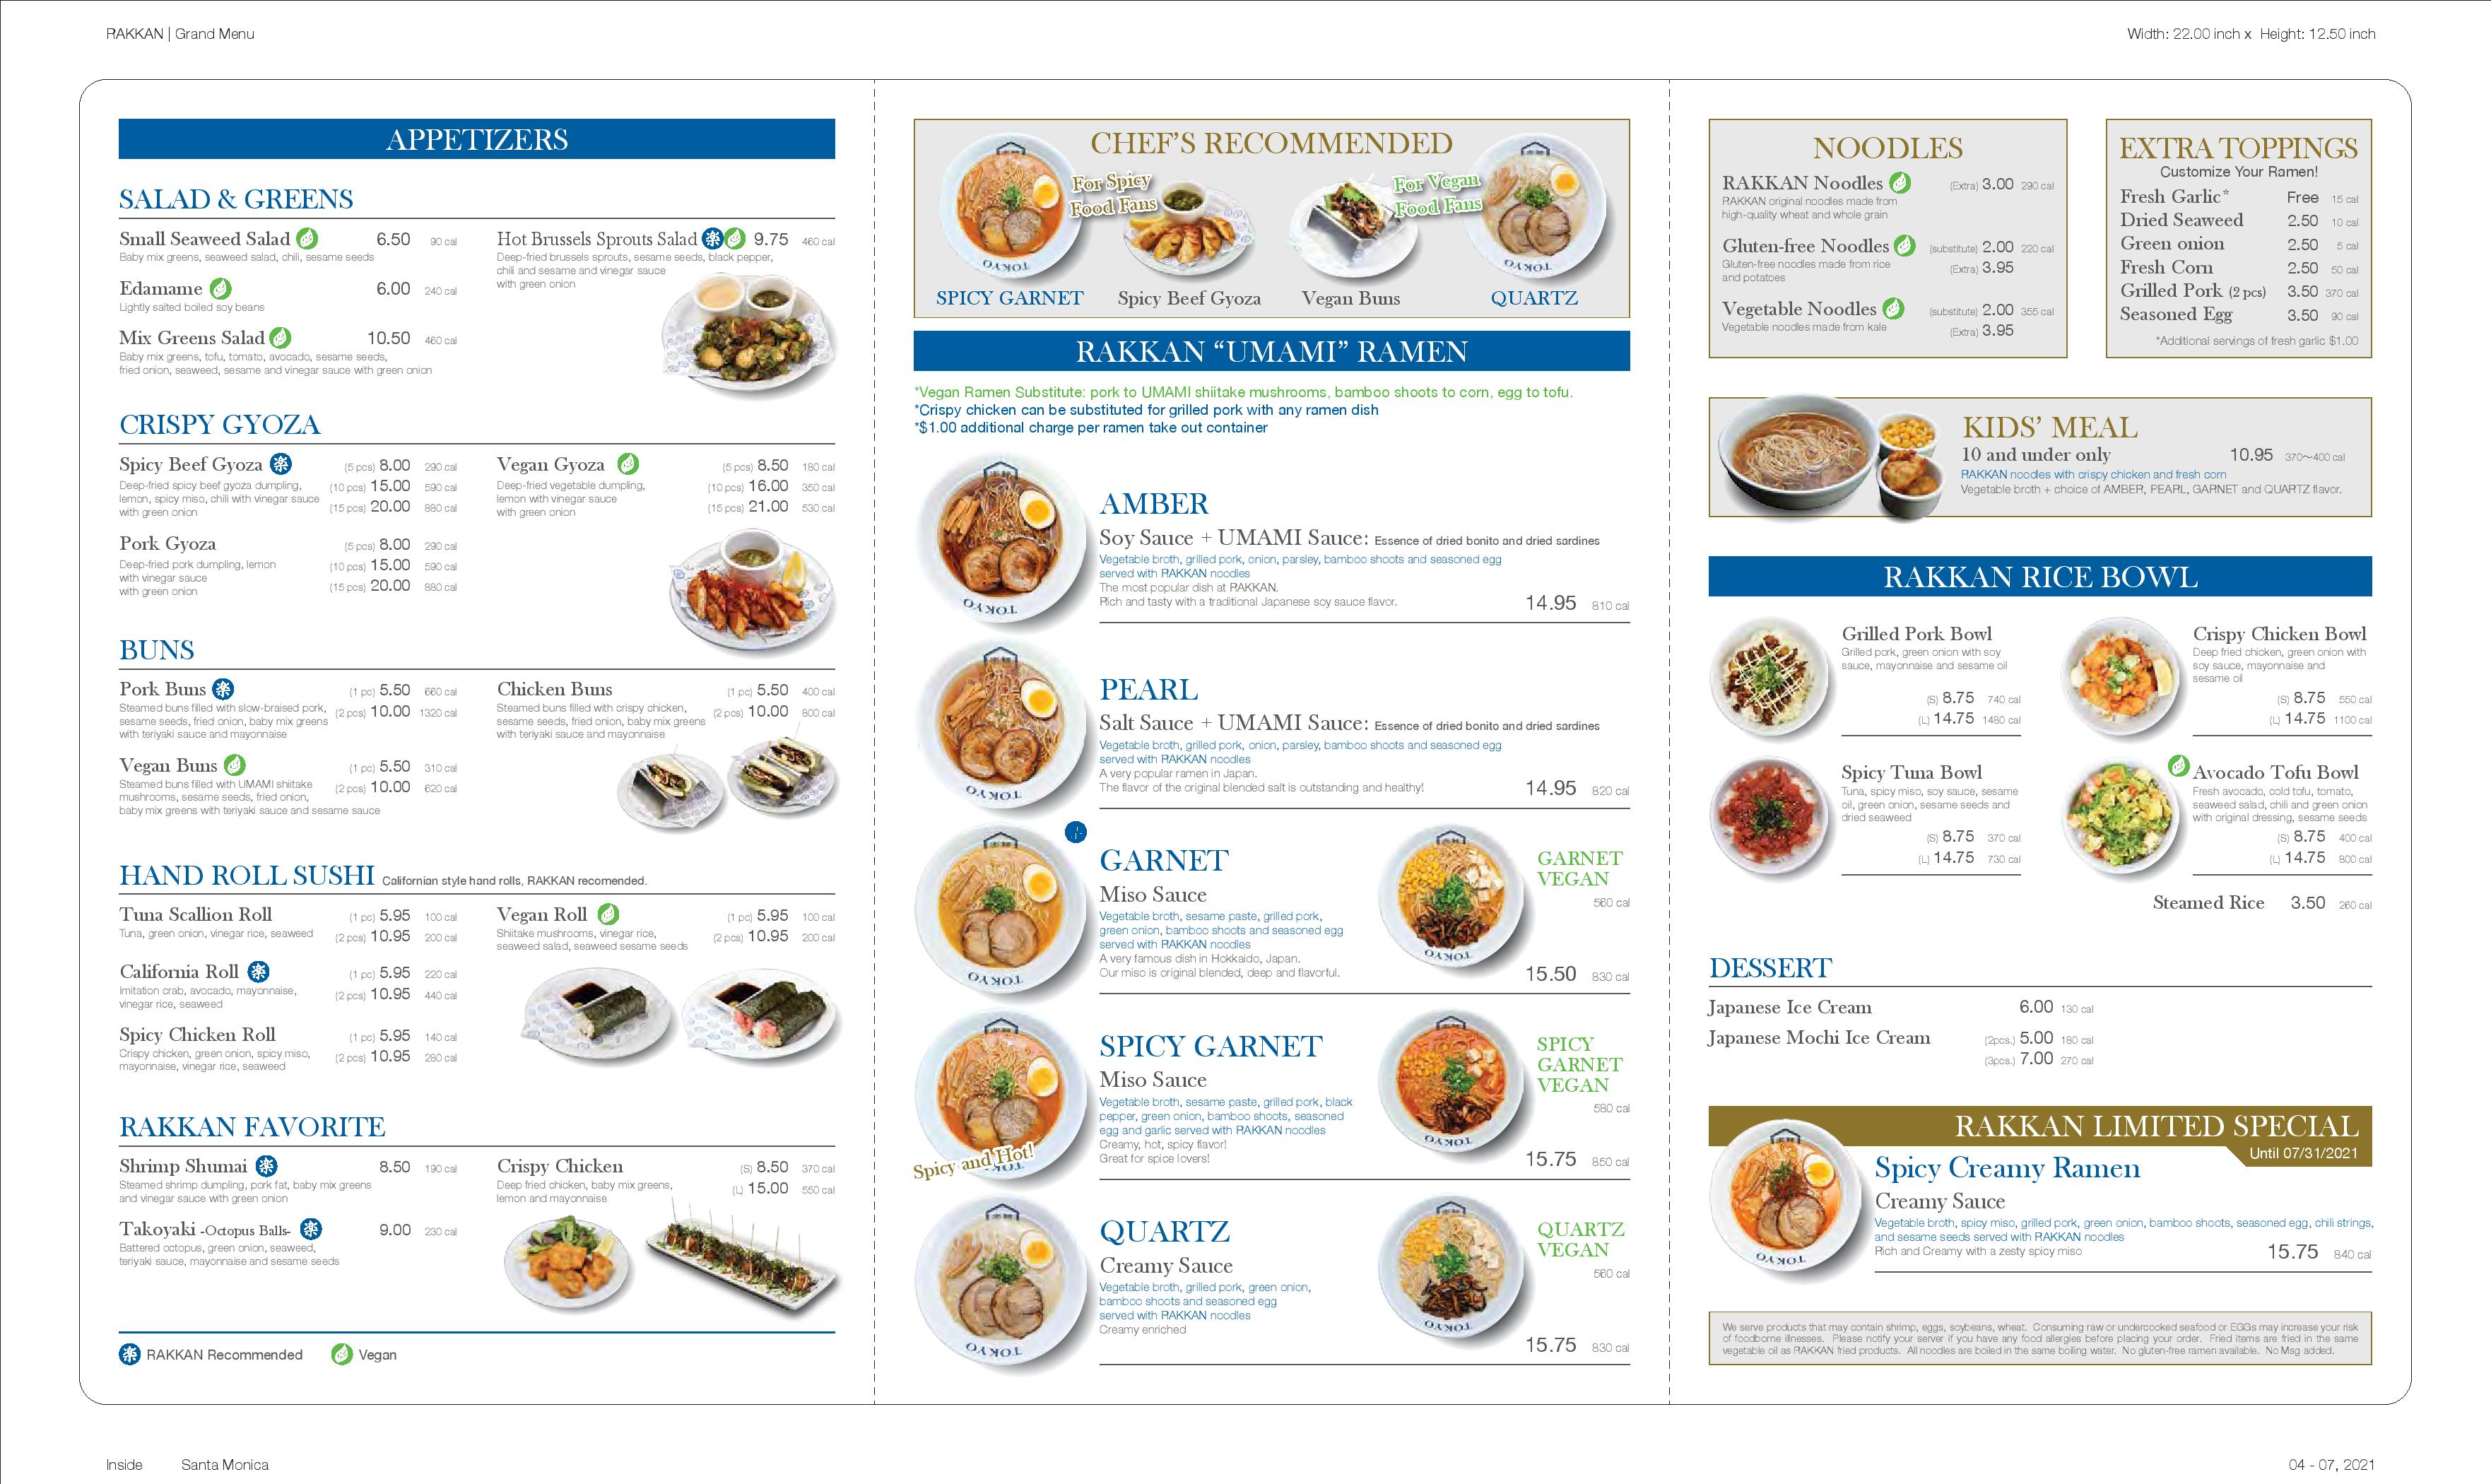 RAKKAN | Grand Menu
Width: 22.00 inch x Height: 12.50 inch
APPETIZERS
SALAD & GREENS
Small Seaweed Salad 6.50 90 cal
Baby mix greens, seaweed salad, chili, sesame seeds
Edamame 6.00 240 cal
Lightly salted boiled soy beans
Mix Greens Salad 10.50 460 cal
Baby mix greens, tofu, tomato, avocado, sesame seeds,
fried onion, seaweed, sesame and vinegar sauce with green onion
Hot Brussels Sprouts Salad 9.75 460 cal
Deep-fried brussels sprouts, sesame seeds, black pepper,
chili and sesame and vinegar sauce
with green onion
CRISPY GYOZA
Spicy Beef Gyoza (5 pcs) 8.00 290 cal
Deep-fried spicy beef gyoza dumpling, (10 pcs) 15.00 590 cal
lemon, spicy miso, chili with vinegar sauce
with green onion (15 pcs) 20.00 880 cal
Pork Gyoza (5 pcs) 8.00 290 cal
Deep-fried pork dumpling, lemon (10 pcs) 15.00 590 cal
with vinegar sauce
with green onion (15 pcs) 20.00 880 cal
Vegan Gyoza (5 pcs) 8.50 180 cal
Deep-fried vegetable dumpling, (10 pcs) 16.00 350 cal
lemon with vinegar sauce
with green onion (15 pcs) 21.00 530 cal
BUNS
Pork Buns (1 pc) 5.50 660 cal
Steamed buns filled with slow-braised pork, (2 pcs) 10.00 1320 cal
sesame seeds, fried onion, baby mix greens
with teriyaki sauce and mayonnaise
Vegan Buns (1 pc) 5.50 310 cal
Steamed buns filled with UMAMI shiitake (2 pcs) 10.00 620 cal
mushrooms, sesame seeds, fried onion,
baby mix greens with teriyaki sauce and sesame sauce
Chicken Buns (1 pc) 5.50 400 cal
Steamed buns filled with crispy chicken, (2 pcs) 10.00 800 cal
sesame seeds, fried onion, baby mix greens
with teriyaki sauce and mayonnaise
HAND ROLL SUSHI Californian style hand rolls, RAKKAN recomended.
Tuna Scallion Roll (1 pc) 5.95 100 cal
Tuna, green onion, vinegar rice, seaweed (2 pcs) 10.95 200 cal
California Roll (1 pc) 5.95 220 cal
Imitation crab, avocado, mayonnaise, (2 pcs) 10.95 440 cal
vinegar rice, seaweed
Spicy Chicken Roll (1 pc) 5.95 140 cal
Crispy chicken, green onion, spicy miso, (2 pcs) 10.95 280 cal
mayonnaise, vinegar rice, seaweed
Vegan Roll (1 pc) 5.95 100 cal
Shiitake mushrooms, vinegar rice, (2 pcs) 10.95 200 cal
seaweed salad, seaweed sesame seeds
RAKKAN FAVORITE
Shrimp Shumai 8.50 190 cal
Steamed shrimp dumpling, pork fat, baby mix greens
and vinegar sauce with green onion
Takoyaki -Octopus Balls- 9.00 230 cal
Battered octopus, green onion, seaweed,
teriyaki sauce, mayonnaise and sesame seeds
Crispy Chicken (S) 8.50 370 cal
Deep fried chicken, baby mix greens, (L) 15.00 550 cal
lemon and mayonnaise
楽 RAKKAN Recommended Vegan
CHEF'S RECOMMENDED
For Spicy
Food Fans
For Vegan
Food Fans
SPICY GARNET Spicy Beef Gyoza Vegan Buns QUARTZ
RAKKAN "UMAMI" RAMEN
*Vegan Ramen Substitute: pork to UMAMI shiitake mushrooms, bamboo shoots to corn, egg to tofu.
*Crispy chicken can be substituted for grilled pork with any ramen dish
*$1.00 additional charge per ramen take out container
TOKYO
AMBER
Soy Sauce + UMAMI Sauce: Essence of dried bonito and dried sardines
Vegetable broth, grilled pork, onion, parsley, bamboo shoots and seasoned egg
served with RAKKAN noodles
The most popular dish at RAKKAN.
Rich and tasty with a traditional Japanese soy sauce flavor. 14.95 810 cal
TOKYO
PEARL
Salt Sauce + UMAMI Sauce: Essence of dried bonito and dried sardines
Vegetable broth, grilled pork, onion, parsley, bamboo shoots and seasoned egg
served with RAKKAN noodles
A very popular ramen in Japan.
The flavor of the original blended salt is outstanding and healthy! 14.95 820 cal
TOKYO
GARNET
Miso Sauce
Vegetable broth, sesame paste, grilled pork,
green onion, bamboo shoots and seasoned egg
served with RAKKAN noodles
A very famous dish in Hokkaido, Japan.
Our miso is original blended, deep and flavorful.
GARNET
VEGAN
560 cal
15.50 830 cal
TOKYO
SPICY GARNET
Miso Sauce
Vegetable broth, sesame paste, grilled pork, black
pepper, green onion, bamboo shoots, seasoned
egg and garlic served with RAKKAN noodles
Creamy, hot, spicy flavor!
Great for spice lovers!
Spicy and Hot!
SPICY
GARNET
VEGAN
580 cal
15.75 850 cal
TOKYO
QUARTZ
Creamy Sauce
Vegetable broth, grilled pork, green onion,
bamboo shoots and seasoned egg
served with RAKKAN noodles
Creamy enriched
QUARTZ
VEGAN
560 cal
15.75 830 cal
TOKYO
NOODLES
RAKKAN Noodles (Extra) 3.00 290 cal
RAKKAN original noodles made from
high-quality wheat and whole grain
Gluten-free Noodles (substitute) 2.00 220 cal
Gluten-free noodles made from rice (Extra) 3.95
and potatoes
Vegetable Noodles (substitute) 2.00 355 cal
Vegetable noodles made from kale (Extra) 3.95
EXTRA TOPPINGS
Customize Your Ramen!
Fresh Garlic* Free 15 cal
Dried Seaweed 2.50 10 cal
Green onion 2.50 5 cal
Fresh Corn 2.50 50 cal
Grilled Pork (2 pcs) 3.50 370 cal
Seasoned Egg 3.50 90 cal
*Additional servings of fresh garlic $1.00
KIDS' MEAL
10 and under only 10.95 370～400 cal
RAKKAN noodles with crispy chicken and fresh corn
Vegetable broth + choice of AMBER, PEARL, GARNET and QUARTZ flavor.
RAKKAN RICE BOWL
Grilled Pork Bowl
Grilled pork, green onion with soy
sauce, mayonnaise and sesame oil
(S) 8.75 740 cal
(L) 14.75 1480 cal
Crispy Chicken Bowl
Deep fried chicken, green onion with
soy sauce, mayonnaise and
sesame oil
(S) 8.75 550 cal
(L) 14.75 1100 cal
Spicy Tuna Bowl
Tuna, spicy miso, soy sauce, sesame
oil, green onion, sesame seeds and
dried seaweed
(S) 8.75 370 cal
(L) 14.75 730 cal
Avocado Tofu Bowl
Fresh avocado, cold tofu, tomato,
seaweed salad, chili and green onion
with original dressing, sesame seeds
(S) 8.75 400 cal
(L) 14.75 800 cal
Steamed Rice 3.50 260 cal
DESSERT
Japanese Ice Cream 6.00 130 cal
Japanese Mochi Ice Cream (2pcs.) 5.00 180 cal
(3pcs.) 7.00 270 cal
RAKKAN LIMITED SPECIAL
Until 07/31/2021
Spicy Creamy Ramen
Creamy Sauce
Vegetable broth, spicy miso, grilled pork, green onion, bamboo shoots, seasoned egg, chili strings,
and sesame seeds served with RAKKAN noodles
Rich and Creamy with a zesty spicy miso 15.75 840 cal
TOKYO
We serve products that may contain shrimp, eggs, soybeans, wheat. Consuming raw or undercooked seafood or EGGs may increase your risk
of foodborne illnesses. Please notify your server if you have any food allergies before placing your order. Fried items are fried in the same
vegetable oil as RAKKAN fried products. All noodles are boiled in the same boiling water. No gluten-free ramen available. No Msg added.
Inside Santa Monica
04 - 07, 2021